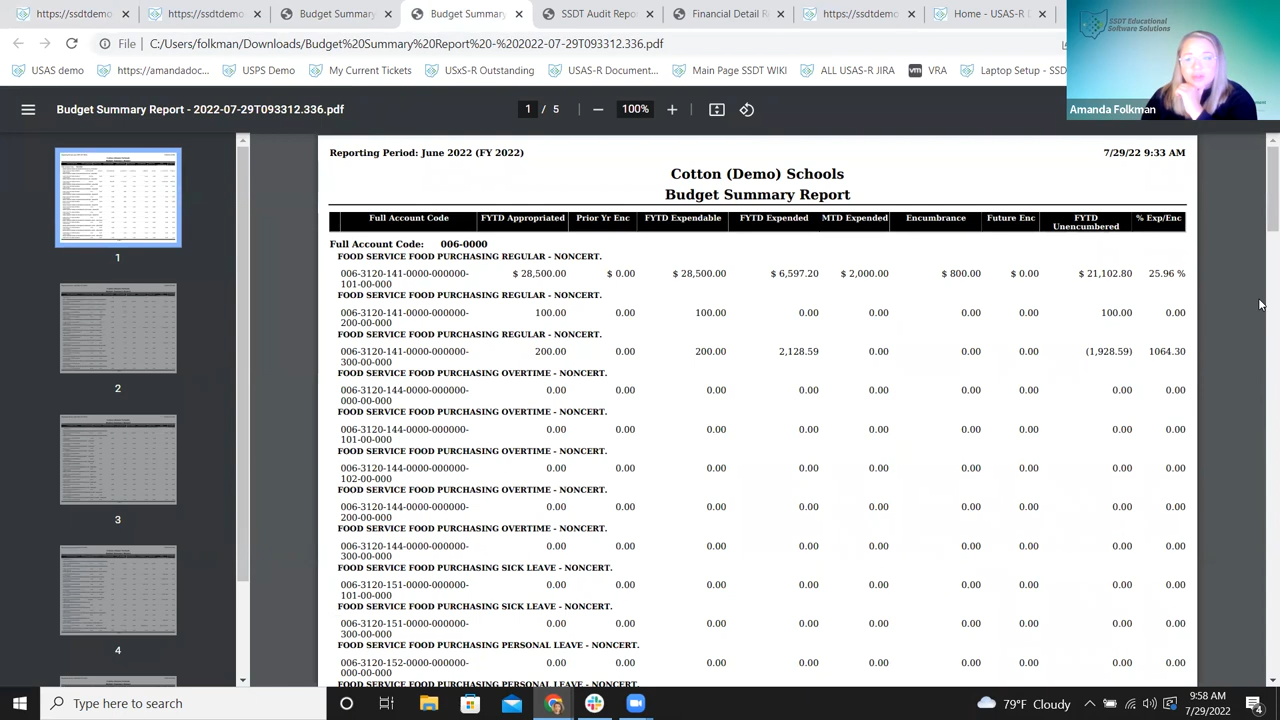 https://ssdtdemo
https://ssdtdemo
Budget Summary
Budget Summary
SSDT Audit Repo
Financial Detail R
https://ssdtdemo
Home - USAS-R D
File C:/Users/folkman/Downloads/Budget%20Summary%20Report%20-%202022-07-29T093312.336.pdf
USAS demo
https://amandadoc...
USPS Demo
My Current Tickets
USxS-R Outstanding
USAS-R Document...
Main Page SSDT WIKI
ALL USAS-R JIRA
vm VRA
Laptop Setup - SSD
SSDT Educational
Software Solutions
Amanda Folkman
Budget Summary Report - 2022-07-29T093312.336.pdf
1 / 5
100%
1
2
3
4
Reporting Period: June 2022 (FY 2022) 7/29/22 9:33 AM
Cotton (Demo) Schools
Budget Summary Report
Full Account Code FYTD Appropriated Prior Yr Enc FYTD Expendable FYTD Expended MTD Expended Encumbrance Future Enc FYTD Unencumbered % Exp/Enc
Full Account Code: 006-0000
FOOD SERVICE FOOD PURCHASING REGULAR - NONCERT.
006-3120-141-0000-000000- $ 28,500.00 $ 0.00 $ 28,500.00 $ 6,597.20 $ 2,000.00 $ 800.00 $ 0.00 $ 21,102.80 25.96 %
101-00-000
FOOD SERVICE FOOD PURCHASING REGULAR - NONCERT.
006-3120-141-0000-000000- 100.00 0.00 100.00 0.00 0.00 0.00 0.00 100.00 0.00
200-00-000
FOOD SERVICE FOOD PURCHASING REGULAR - NONCERT.
006-3120-141-0000-000000- 200.00 0.00 200.00 2,128.59 0.00 0.00 0.00 (1,928.59) 1064.30
300-00-000
FOOD SERVICE FOOD PURCHASING OVERTIME - NONCERT.
006-3120-144-0000-000000- 0.00 0.00 0.00 0.00 0.00 0.00 0.00 0.00 0.00
000-00-000
FOOD SERVICE FOOD PURCHASING OVERTIME - NONCERT.
006-3120-144-0000-000000- 0.00 0.00 0.00 0.00 0.00 0.00 0.00 0.00 0.00
101-00-000
FOOD SERVICE FOOD PURCHASING OVERTIME - NONCERT.
006-3120-144-0000-000000- 0.00 0.00 0.00 0.00 0.00 0.00 0.00 0.00 0.00
102-00-000
FOOD SERVICE FOOD PURCHASING OVERTIME - NONCERT.
006-3120-144-0000-000000- 0.00 0.00 0.00 0.00 0.00 0.00 0.00 0.00 0.00
200-00-000
FOOD SERVICE FOOD PURCHASING OVERTIME - NONCERT.
006-3120-144-0000-000000- 0.00 0.00 0.00 0.00 0.00 0.00 0.00 0.00 0.00
300-00-000
FOOD SERVICE FOOD PURCHASING SICK LEAVE - NONCERT.
006-3120-151-0000-000000- 0.00 0.00 0.00 0.00 0.00 0.00 0.00 0.00 0.00
101-00-000
FOOD SERVICE FOOD PURCHASING SICK LEAVE - NONCERT.
006-3120-151-0000-000000- 0.00 0.00 0.00 0.00 0.00 0.00 0.00 0.00 0.00
300-00-000
FOOD SERVICE FOOD PURCHASING PERSONAL LEAVE - NONCERT.
006-3120-152-0000-000000- 0.00 0.00 0.00 0.00 0.00 0.00 0.00 0.00 0.00
000-00-000
FOOD SERVICE FOOD PURCHASING PERSONAL LEAVE - NONCERT.
Type here to search
79°F Cloudy
9:58 AM
7/29/2022
4